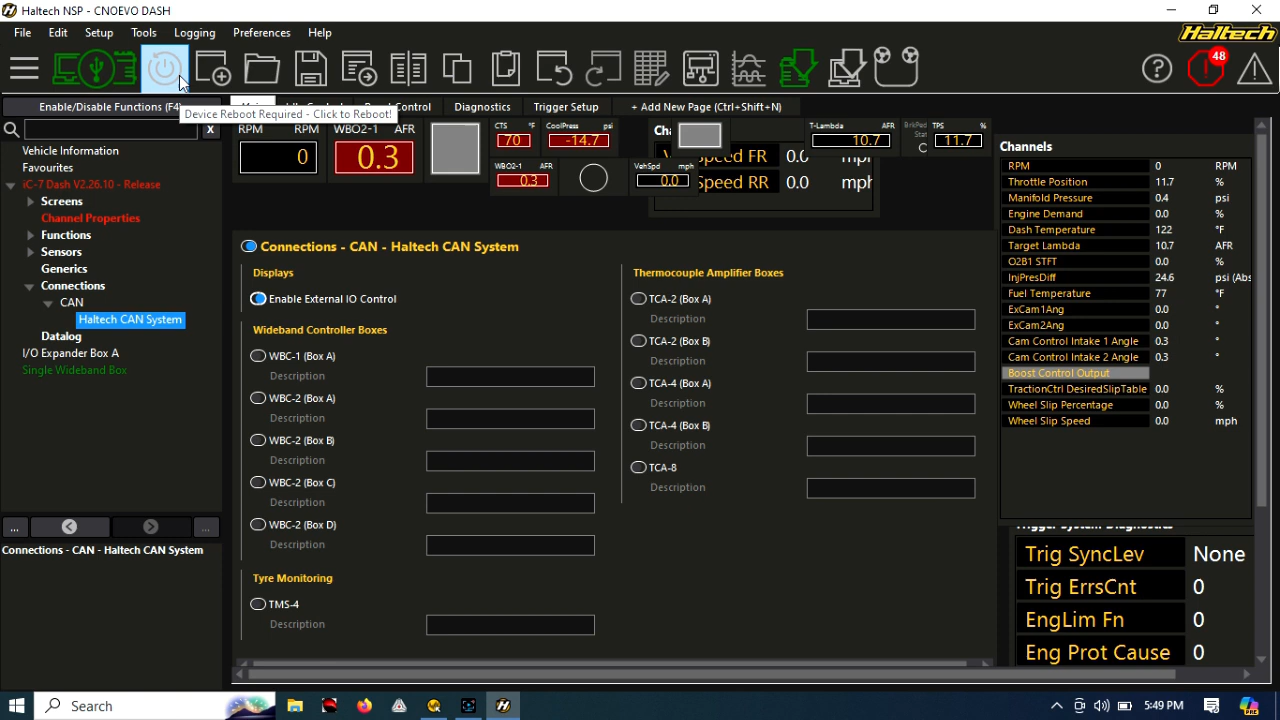 Haltech NSP - CNOEVO DASH
File Edit Setup Tools Logging Preferences Help
Haltech
48
Enable/Disable Functions (F4)
Control
Diagnostics
Trigger Setup
+ Add New Page (Ctrl+Shift+N)
Device Reboot Required - Click to Reboot!
X
Vehicle Information
Favourites
iC-7 Dash V2.26.10 - Release
Screens
Channel Properties
Functions
Sensors
Generics
Connections
CAN
Haltech CAN System
Datalog
I/O Expander Box A
Single Wideband Box
...
...
Connections - CAN - Haltech CAN System
RPM RPM
0
WBO2-1 AFR
0.3
CTS °F
70
CoolPress psi
-14.7
WBO2-1 AFR
0.3
VehSpd mph
0.0
Speed FR 0.0 mph
Speed RR 0.0 mph
T-Lambda AFR
10.7
BrkPed
Stat
TPS %
11.7
Connections - CAN - Haltech CAN System
Displays
Enable External IO Control
Wideband Controller Boxes
WBC-1 (Box A)
Description
WBC-2 (Box A)
Description
WBC-2 (Box B)
Description
WBC-2 (Box C)
Description
WBC-2 (Box D)
Description
Tyre Monitoring
TMS-4
Description
Thermocouple Amplifier Boxes
TCA-2 (Box A)
Description
TCA-2 (Box B)
Description
TCA-4 (Box A)
Description
TCA-4 (Box B)
Description
TCA-8
Description
Channels
RPM 0 RPM
Throttle Position 11.7 %
Manifold Pressure 0.4 psi
Engine Demand 0.0 %
Dash Temperature 122 °F
Target Lambda 10.7 AFR
O2B1 STFT 0.0 %
InjPresDiff 24.6 psi (Abs
Fuel Temperature 77 °F
ExCam1Ang 0.0 °
ExCam2Ang 0.0 °
Cam Control Intake 1 Angle 0.3 °
Cam Control Intake 2 Angle 0.3 °
Boost Control Output
TractionCtrl DesiredSlipTable 0.0 %
Wheel Slip Percentage 0.0 %
Wheel Slip Speed 0.0 mph
Trigger System Diagnostics
Trig SyncLev None
Trig ErrsCnt 0
EngLim Fn 0
Eng Prot Cause 0
Search
5:49 PM
PRE